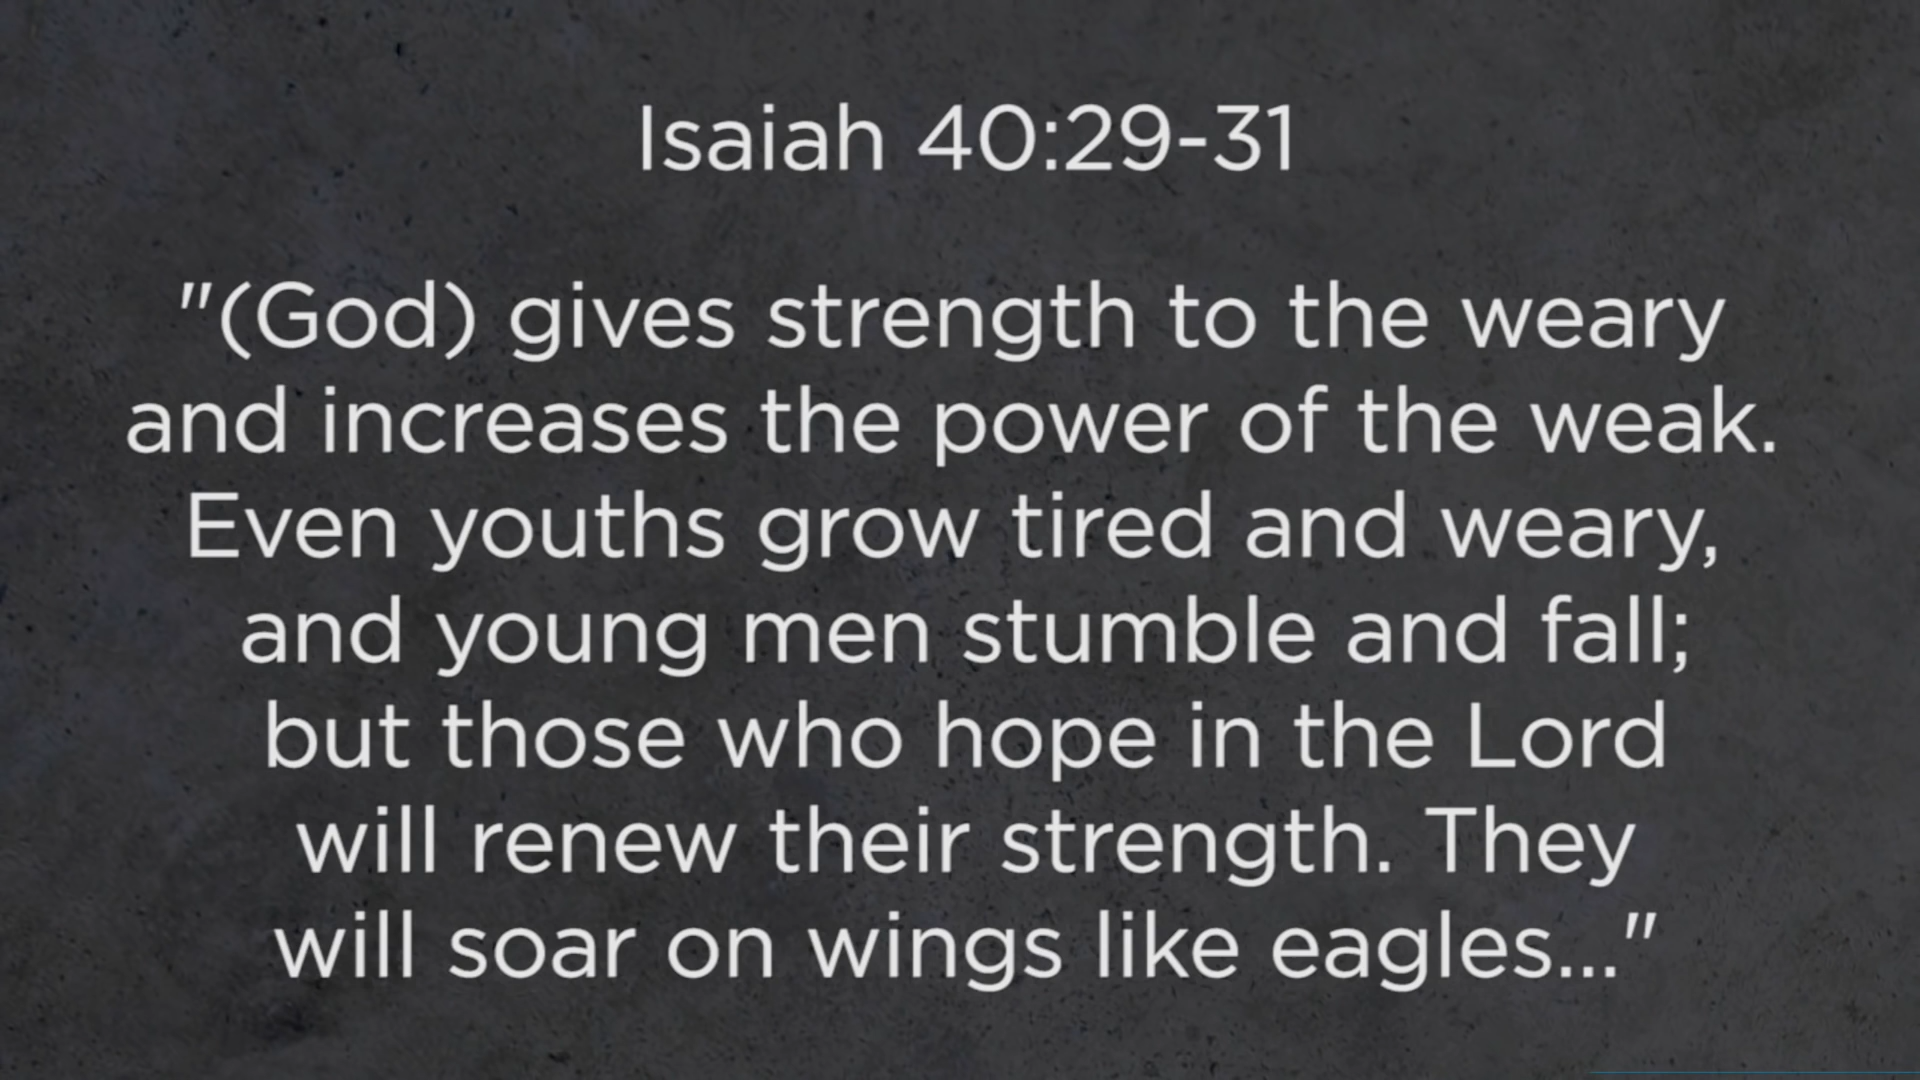 Isaiah 40:29-31
"(God) gives strength to the weary
and increases the power of the weak.
Even youths grow tired and weary,
and young men stumble and fall;
but those who hope in the Lord
will renew their strength. They
will soar on wings like eagles..."